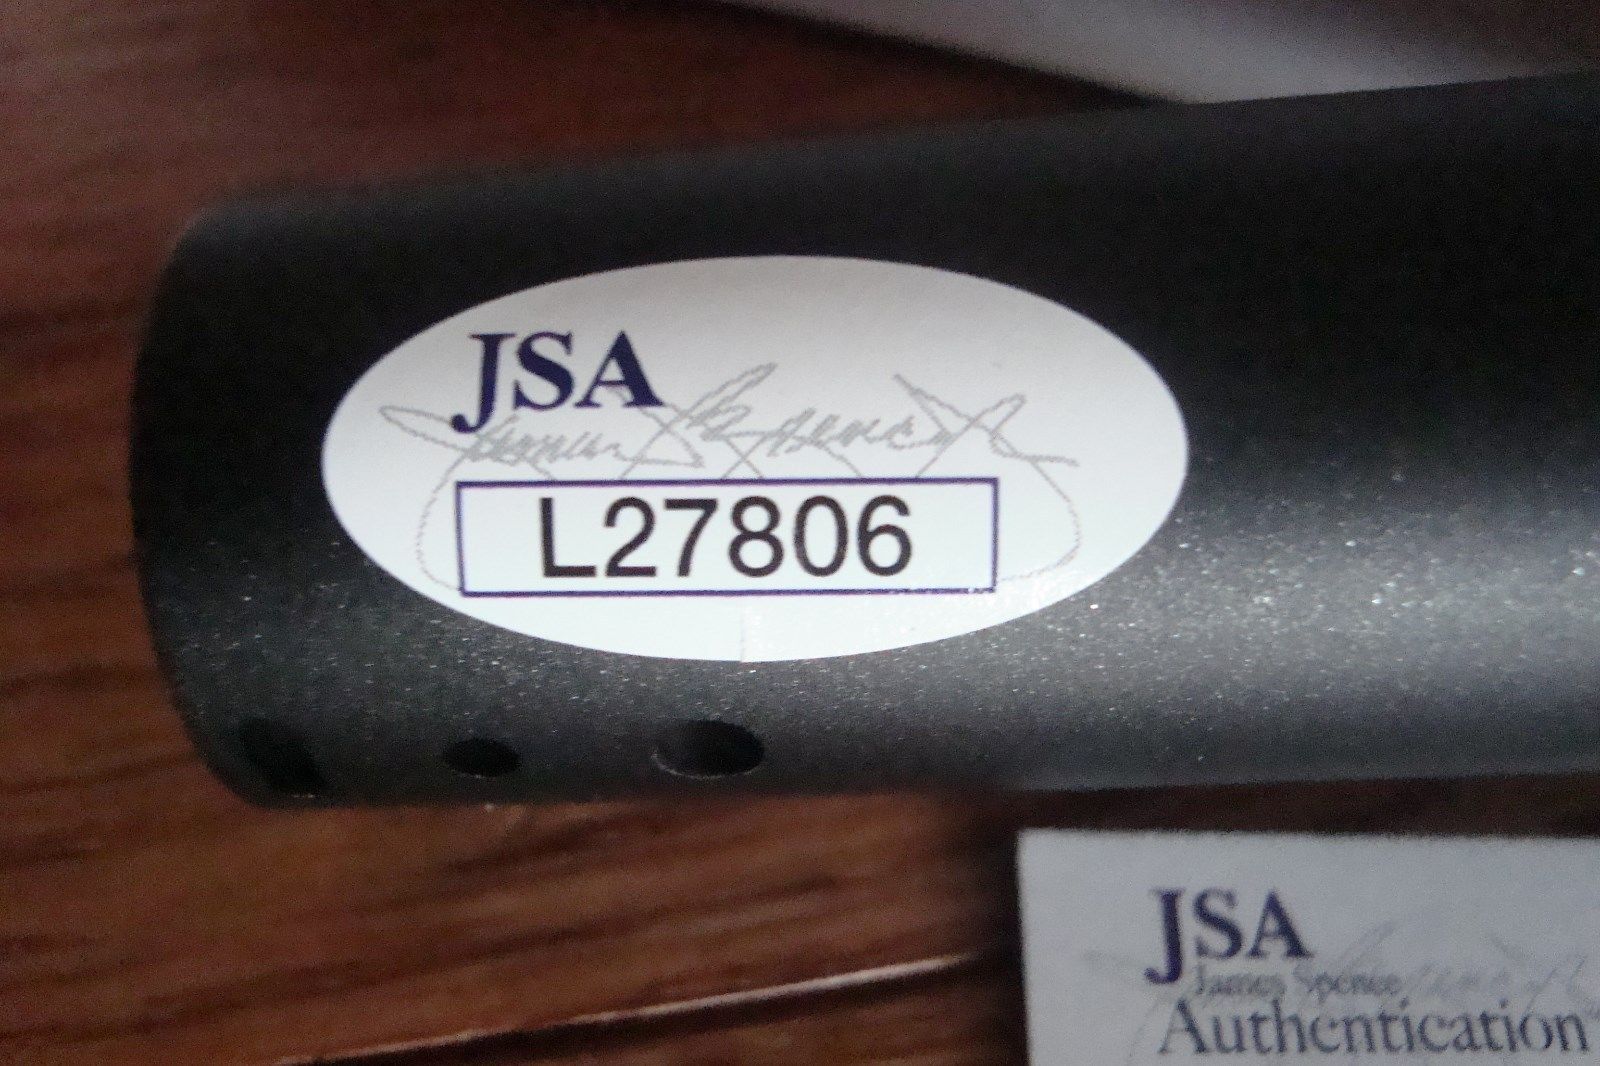 JSA
L27806
JSA
James Spence
Authentication